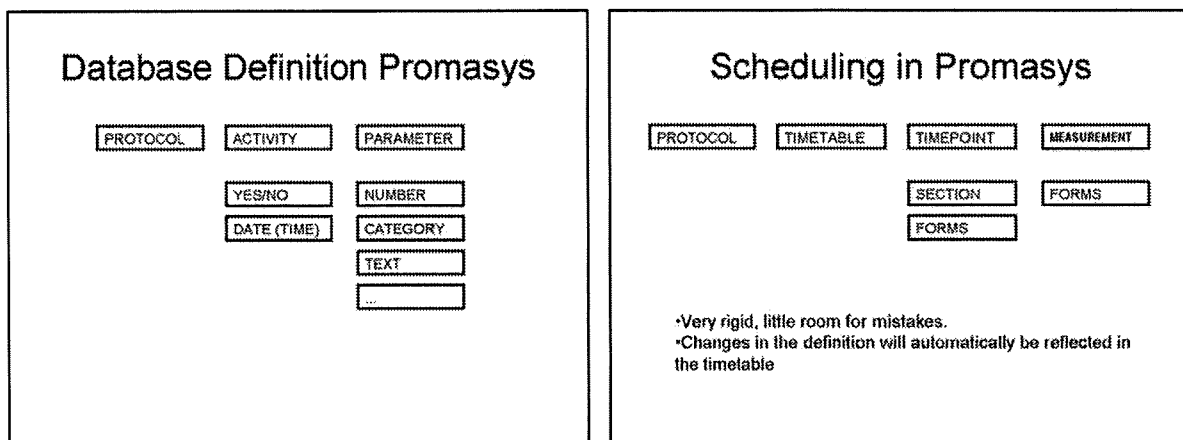 Database Definition Promasys
PROTOCOL ACTIVITY PARAMETER
YES/NO NUMBER
DATE (TIME) CATEGORY
TEXT
...
Scheduling in Promasys
PROTOCOL TIMETABLE TIMEPOINT MEASUREMENT
SECTION FORMS
FORMS
•Very rigid, little room for mistakes.
•Changes in the definition will automatically be reflected in
the timetable